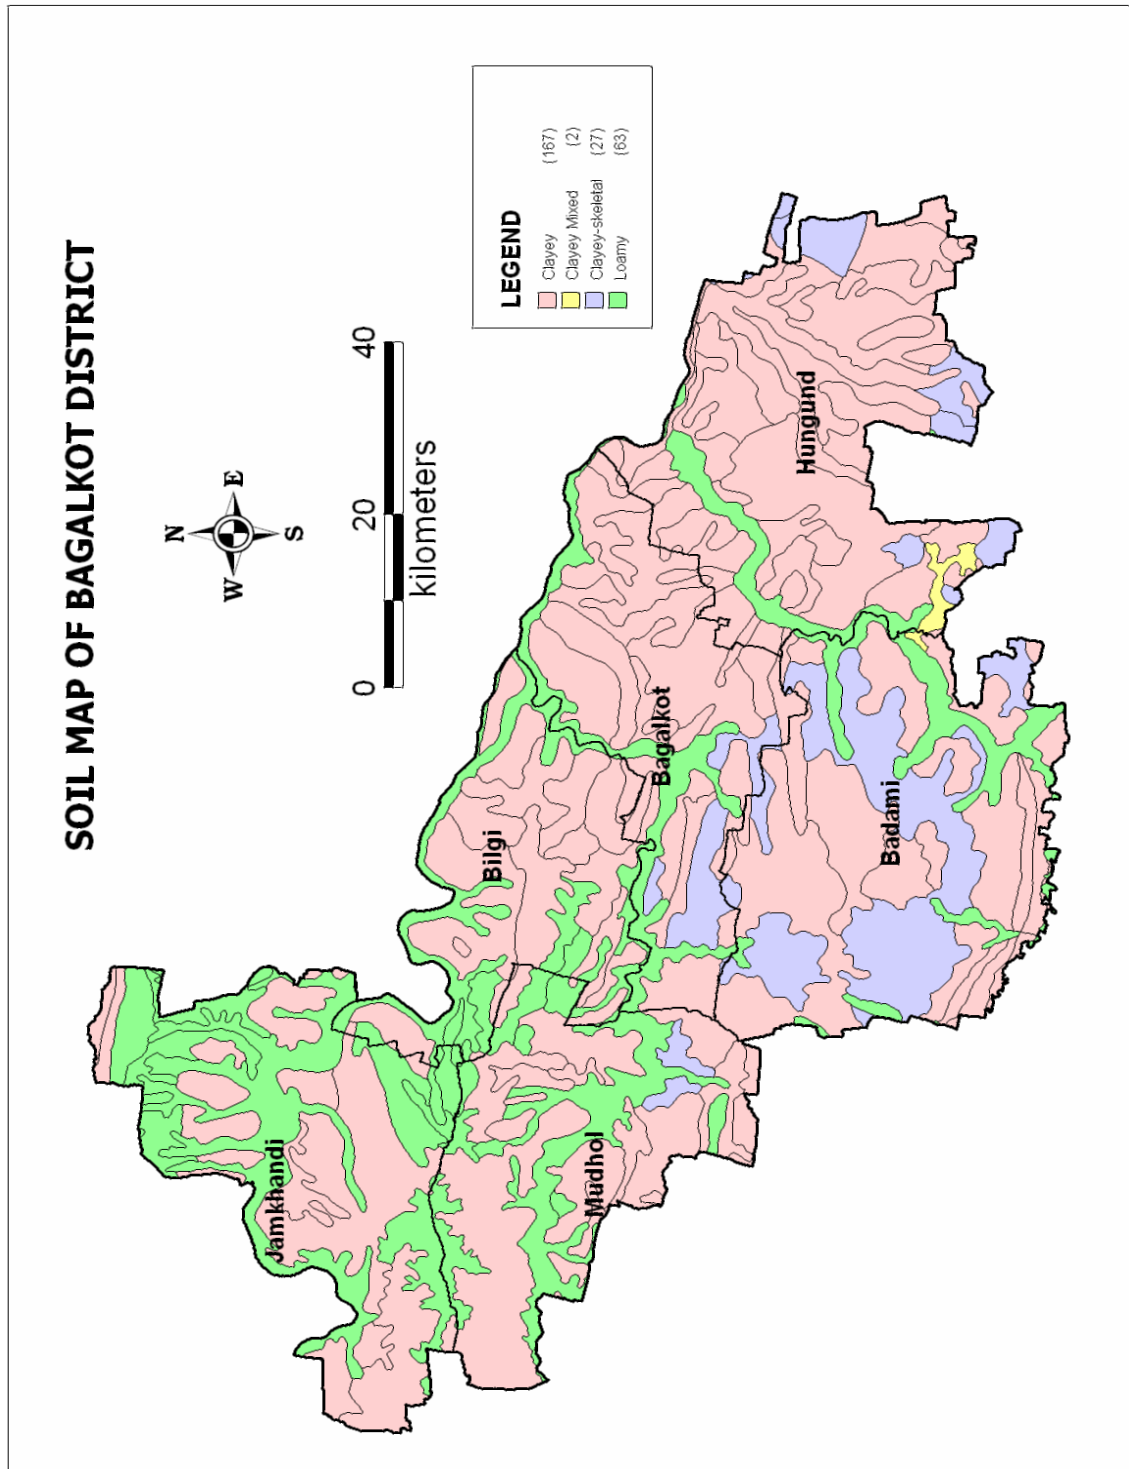 SOIL MAP OF BAGALKOT DISTRICT
N
W
E
S
0 20 40
kilometers
LEGEND
Clayey (167)
Clayey Mixed (2)
Clayey-skeletal (27)
Loamy (63)
Jamkhandi
Bilgi
Mudhol
Bagalkot
Hungund
Badami